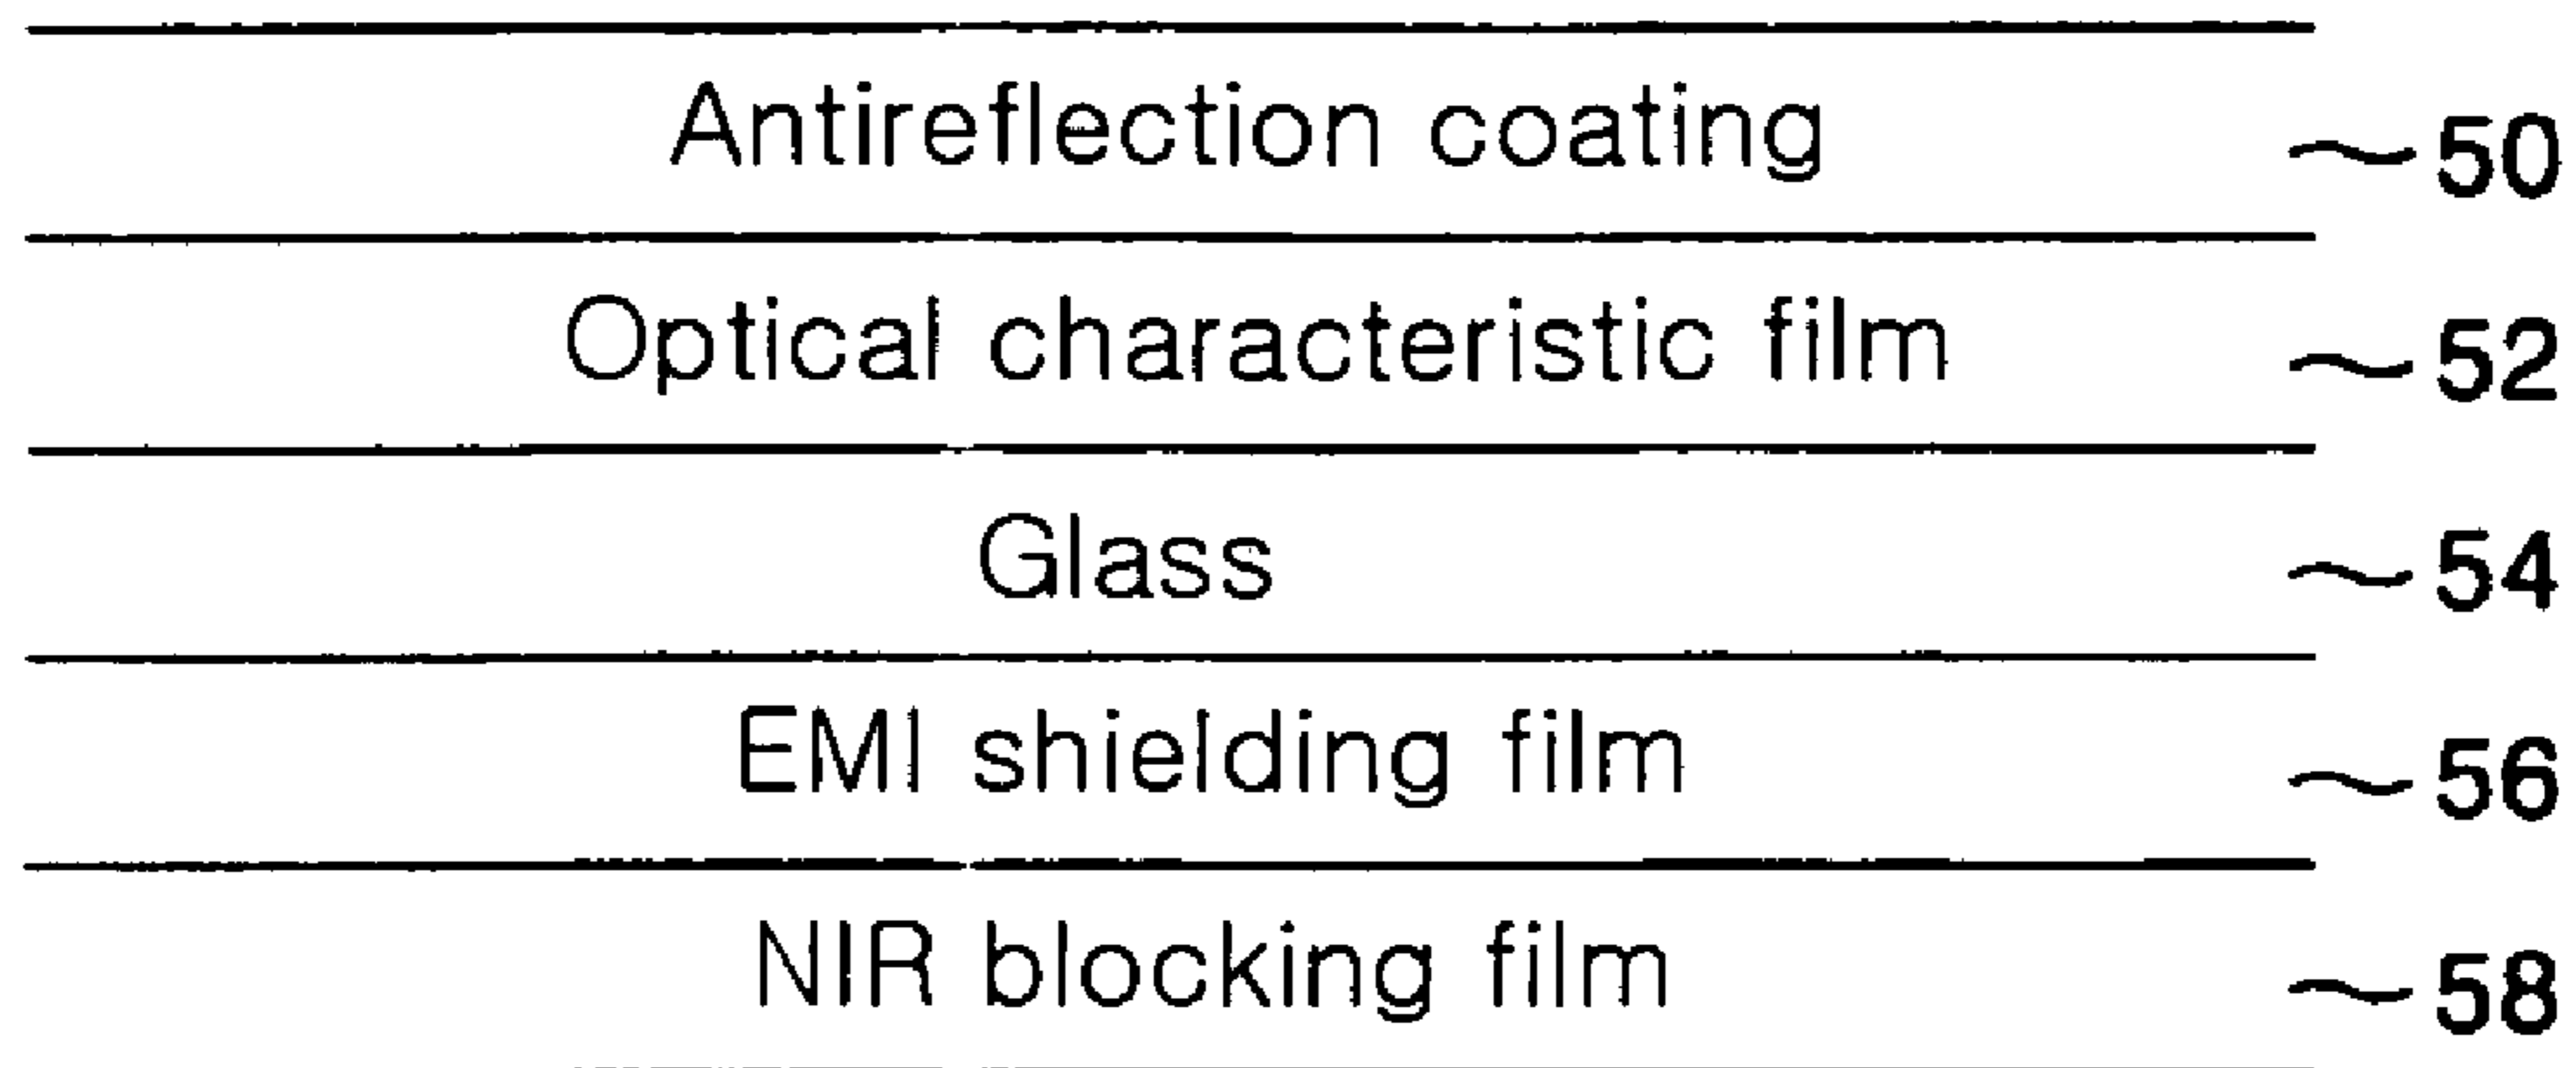 Antireflection coating ~50
Optical characteristic film ~52
Glass ~54
EMI shielding film ~56
NIR blocking film ~58